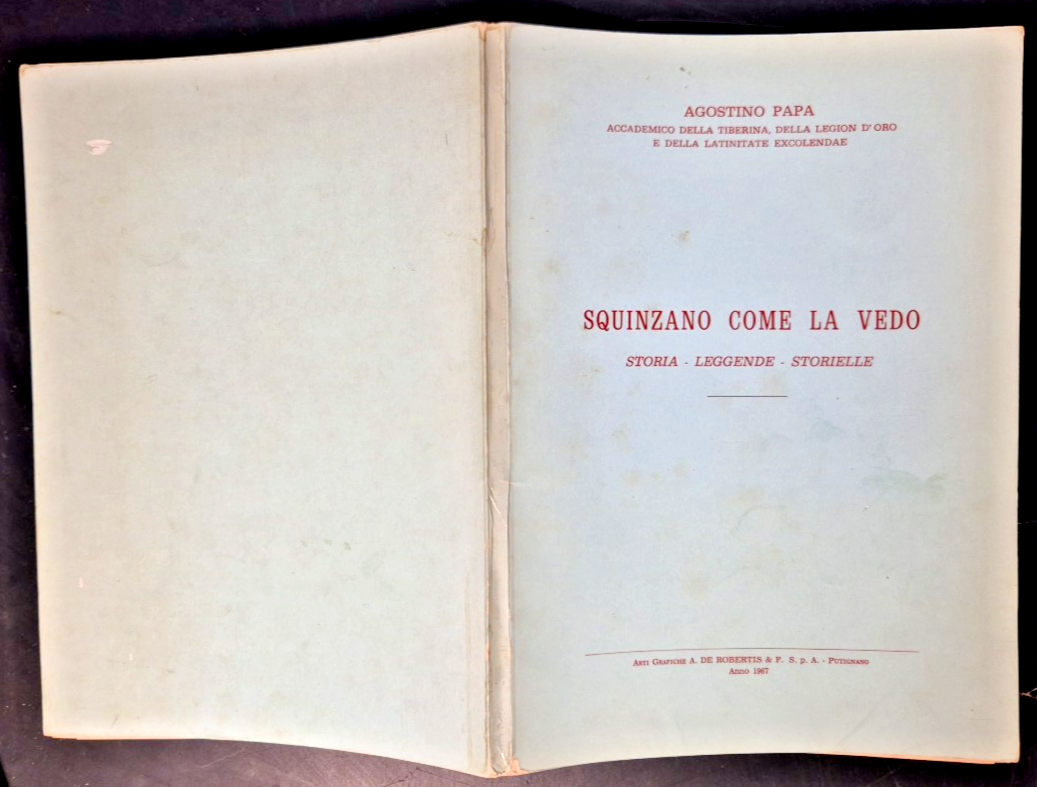 AGOSTINO PAPA
ACCADEMICO DELLA TIBERINA, DELLA LEGION D'ORO
E DELLA LATINITATE EXCOLENDAE
SQUINZANO COME LA VEDO
STORIA - LEGGENDE - STORIELLE
ARTI GRAFICHE A. DE ROBERTIS & F. S. p. A. - PUTIGNANO
Anno 1967